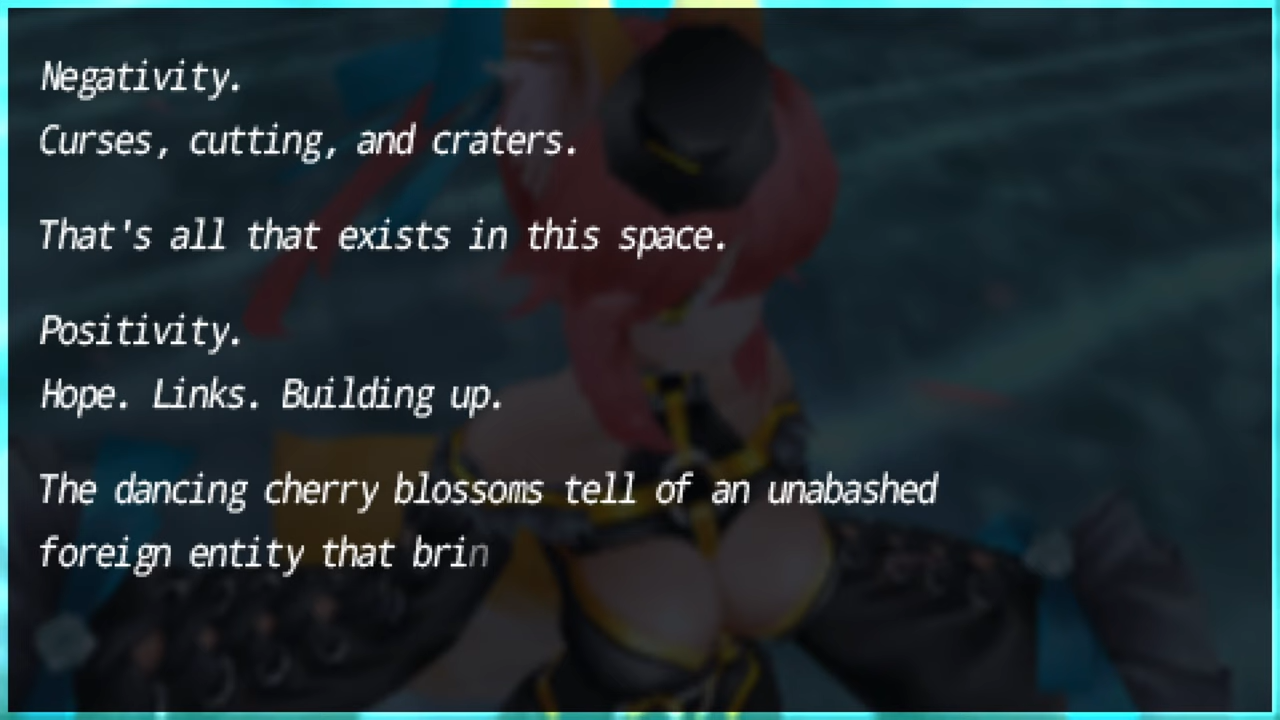 Negativity.
Curses, cutting, and craters.
That's all that exists in this space.
Positivity.
Hope. Links. Building up.
The dancing cherry blossoms tell of an unabashed
foreign entity that brin